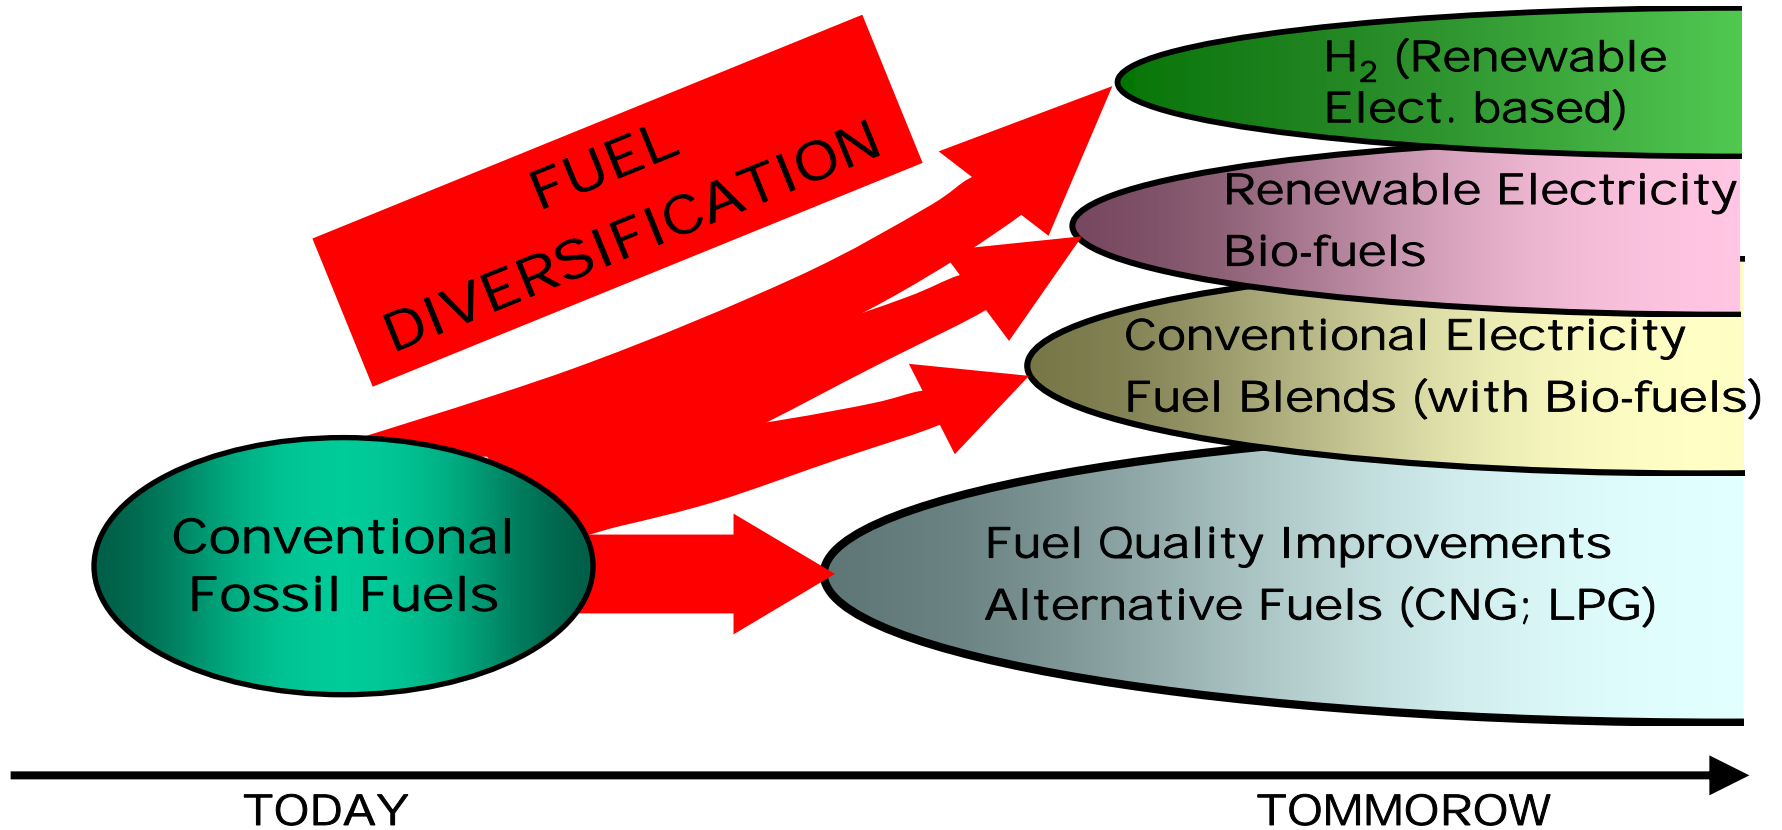 FUEL
DIVERSIFICATION
H₂ (Renewable
Elect. based)
Renewable Electricity
Bio-fuels
Conventional Electricity
Fuel Blends (with Bio-fuels)
Conventional
Fossil Fuels
Fuel Quality Improvements
Alternative Fuels (CNG; LPG)
TODAY
TOMMOROW